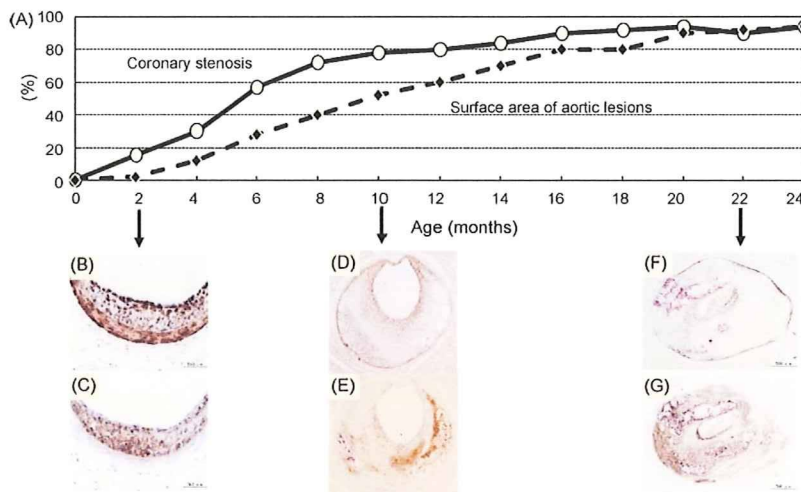 (A)
100
80
60
40
20
0
(%)
Coronary stenosis
Surface area of aortic lesions
0 2 4 6 8 10 12 14 16 18 20 22 24
Age (months)
(B) (D) (F)
(C) (E) (G)